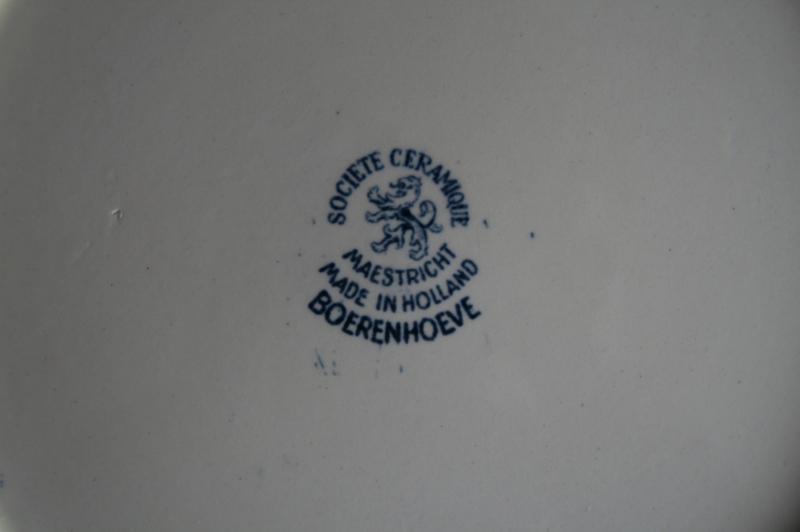 SOCIETE CERAMIQUE
MAESTRICHT
MADE IN HOLLAND
BOERENHOEVE